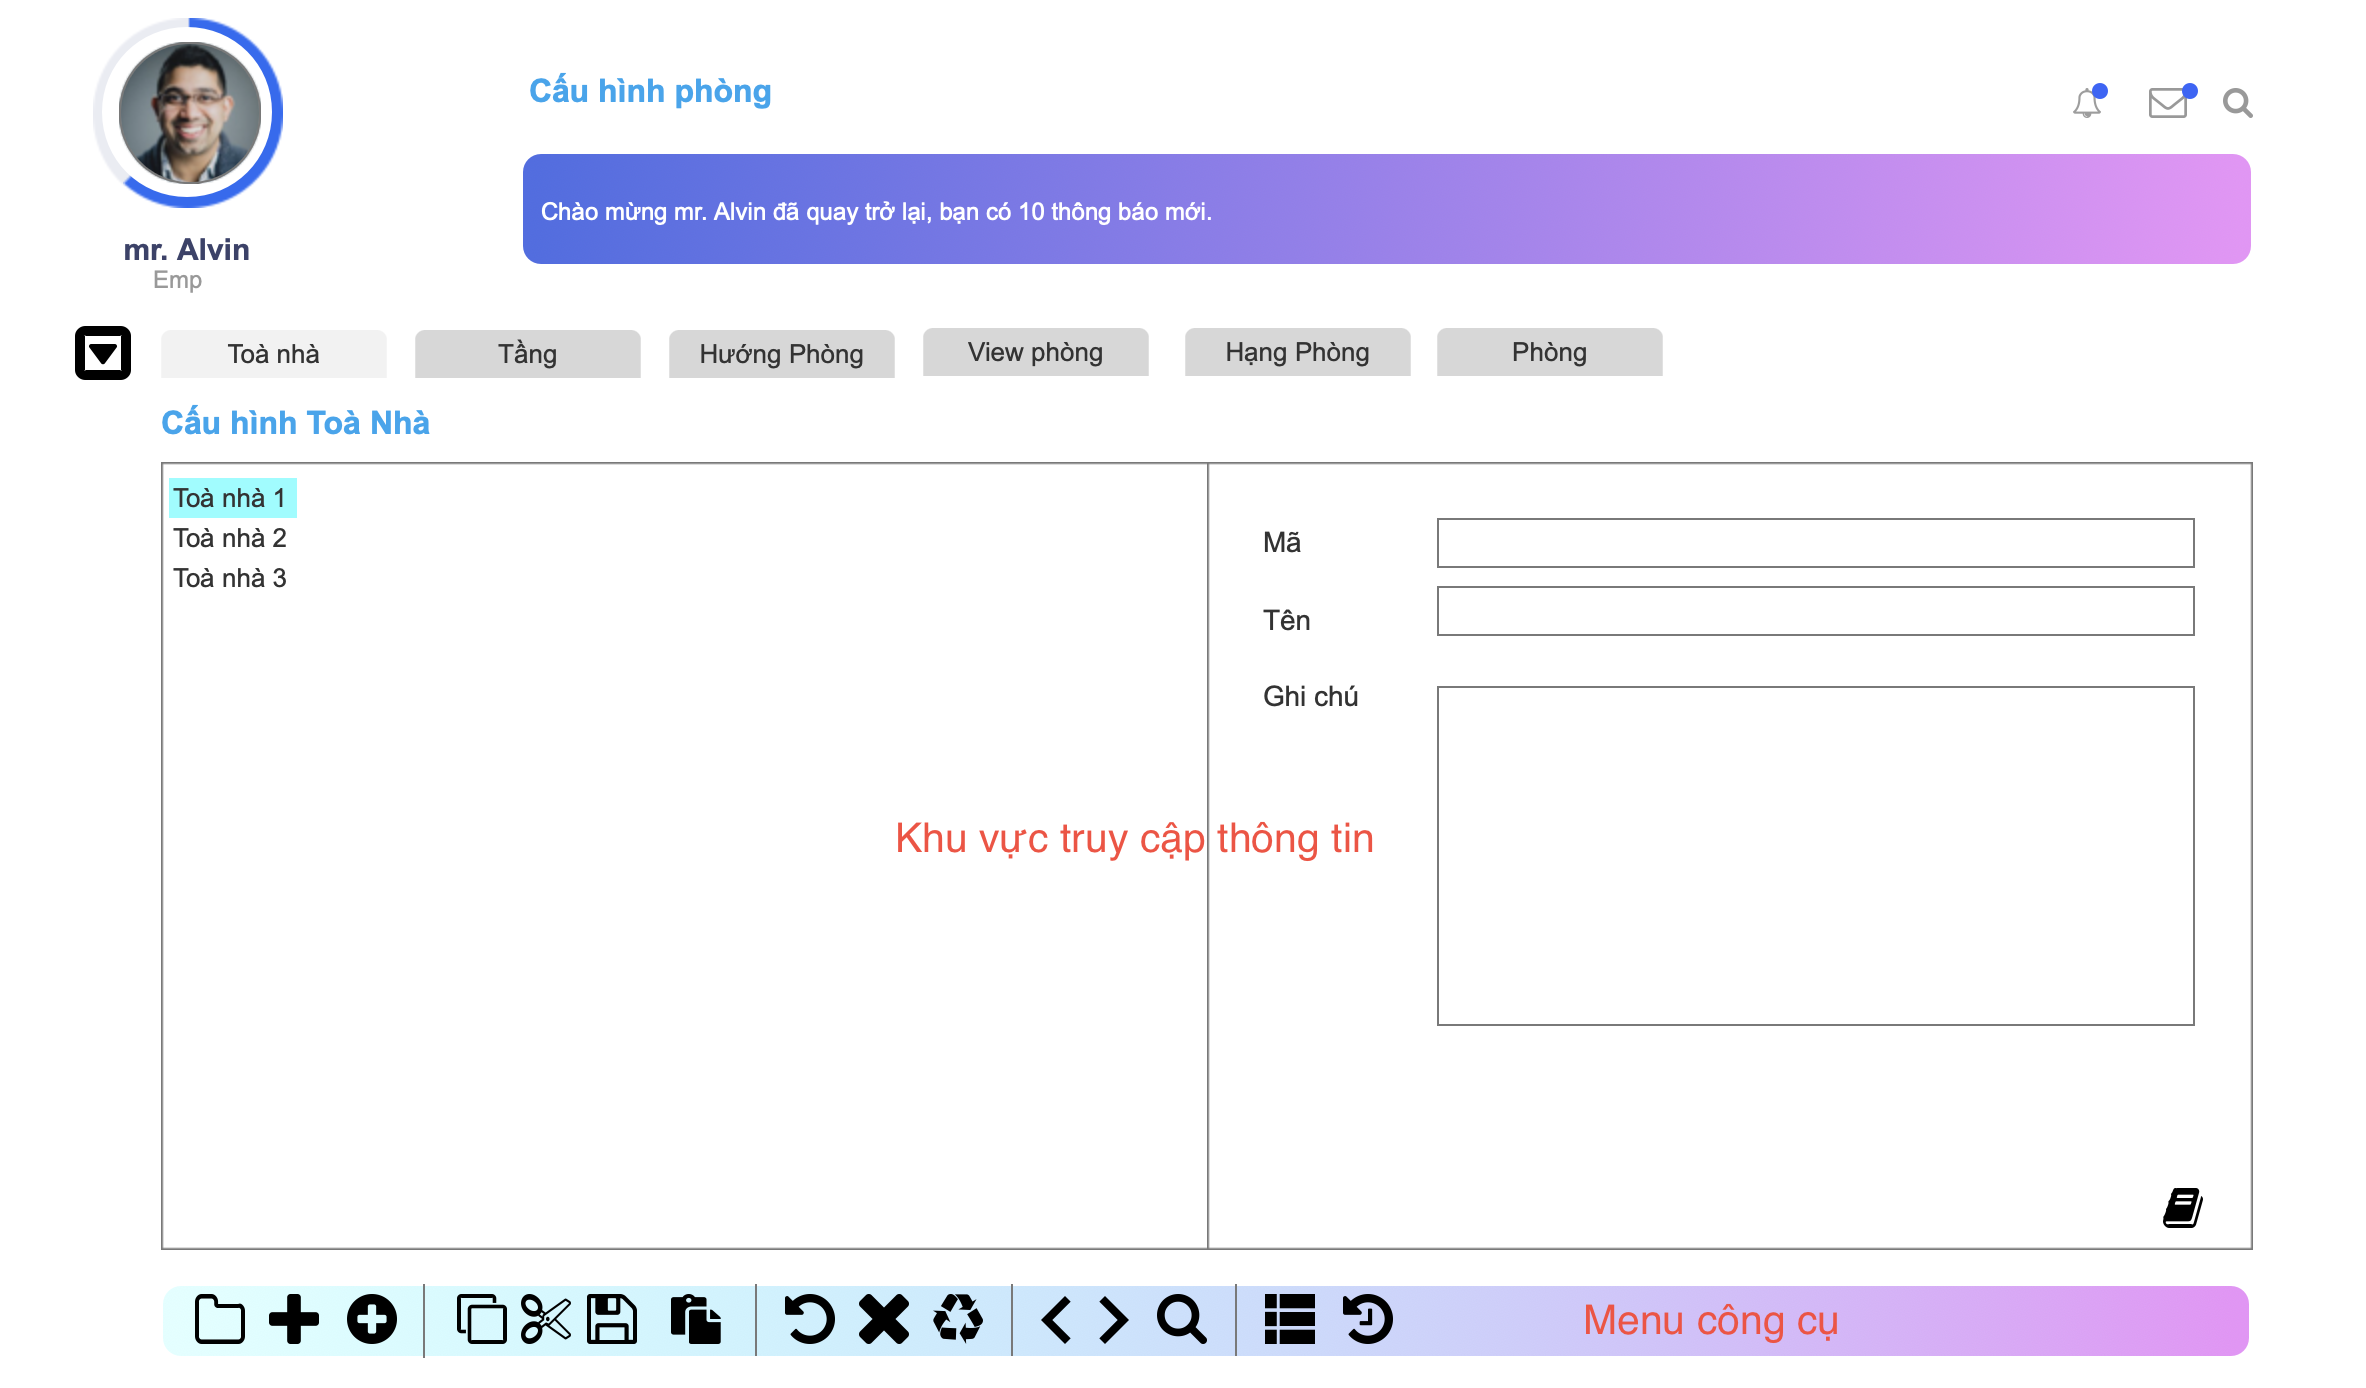 Cấu hình phòng
Chào mừng mr. Alvin đã quay trở lại, bạn có 10 thông báo mới.
mr. Alvin
Emp
Toà nhà
Tầng
Hướng Phòng
View phòng
Hạng Phòng
Phòng
Cấu hình Toà Nhà
Toà nhà 1
Toà nhà 2
Toà nhà 3
Mã
Tên
Ghi chú
Khu vực truy cập thông tin
Menu công cụ